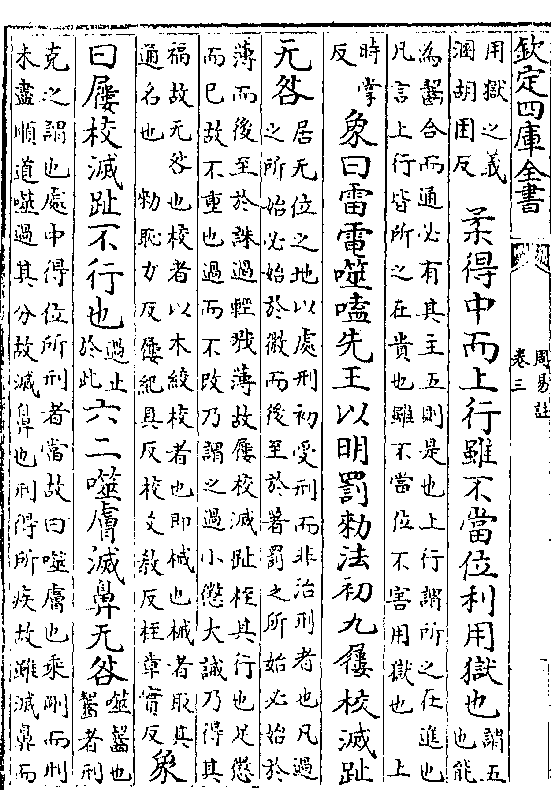 欽定四庫全書
周易註
卷三
用獄之義
溷胡困反
柔得中而上行雖不當位利用獄也
謂五
也能
為齧合而通必有其主五則是也上行謂所之在進也
凡言上行皆所之在貴也雖不當位不害用獄也 上
時掌
反
象曰雷電噬嗑先王以明罰勑法初九屨校滅趾
无咎
居无位之地以處刑初受刑而非治刑者也凡過
之所始必始於微而後至於著罰之所始必始於
薄而後至於誅過輕戮薄故屨校滅趾桎其行也足懲
而已故不重也過而不改乃謂之過小懲大誡乃得其
福故无咎也校者以木絞校者也即械也械者取其
通名也 勑恥力反屨紀具反校爻敎反桎章實反
象
曰屨校滅趾不行也
過止
於此
六二噬膚滅鼻无咎
噬齧也
齧者刑
克之謂也處中得位所刑者當故曰噬膚也乘剛而刑
未盡順道噬過其分故滅鼻也刑得所疾故雖滅鼻而